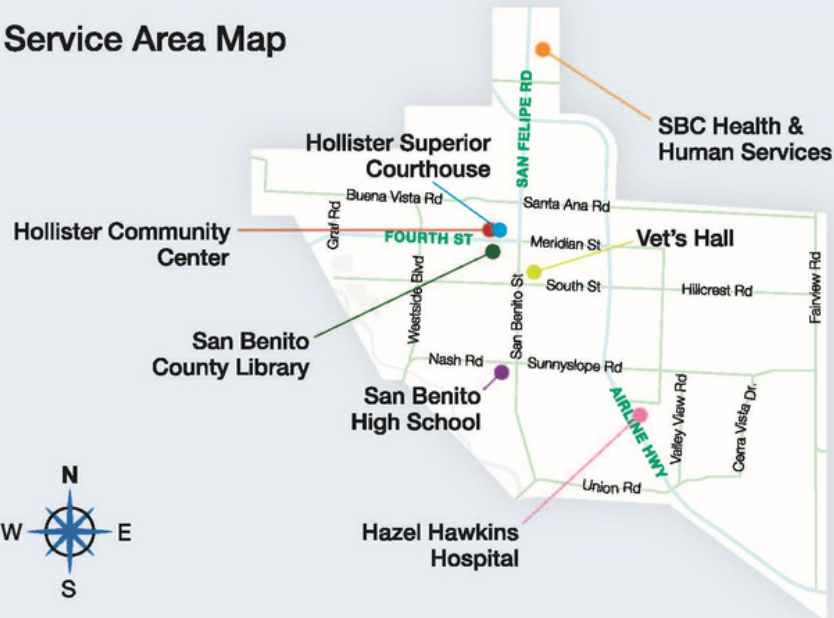 Service Area Map
SAN FELIPE RD
SBC Health &
Human Services
Hollister Superior
Courthouse
Buena Vista Rd
Santa Ana Rd
Graf Rd
Hollister Community
Center
FOURTH ST
Meridian St
Vet's Hall
Westside Blvd
San Benito St
South St
Hillcrest Rd
Fairview Rd
San Benito
County Library
Nash Rd
Sunnyslope Rd
San Benito
High School
AIRLINE HWY
Valley View Rd
Cerra Vista Dr.
Union Rd
Hazel Hawkins
Hospital
N
W
E
S